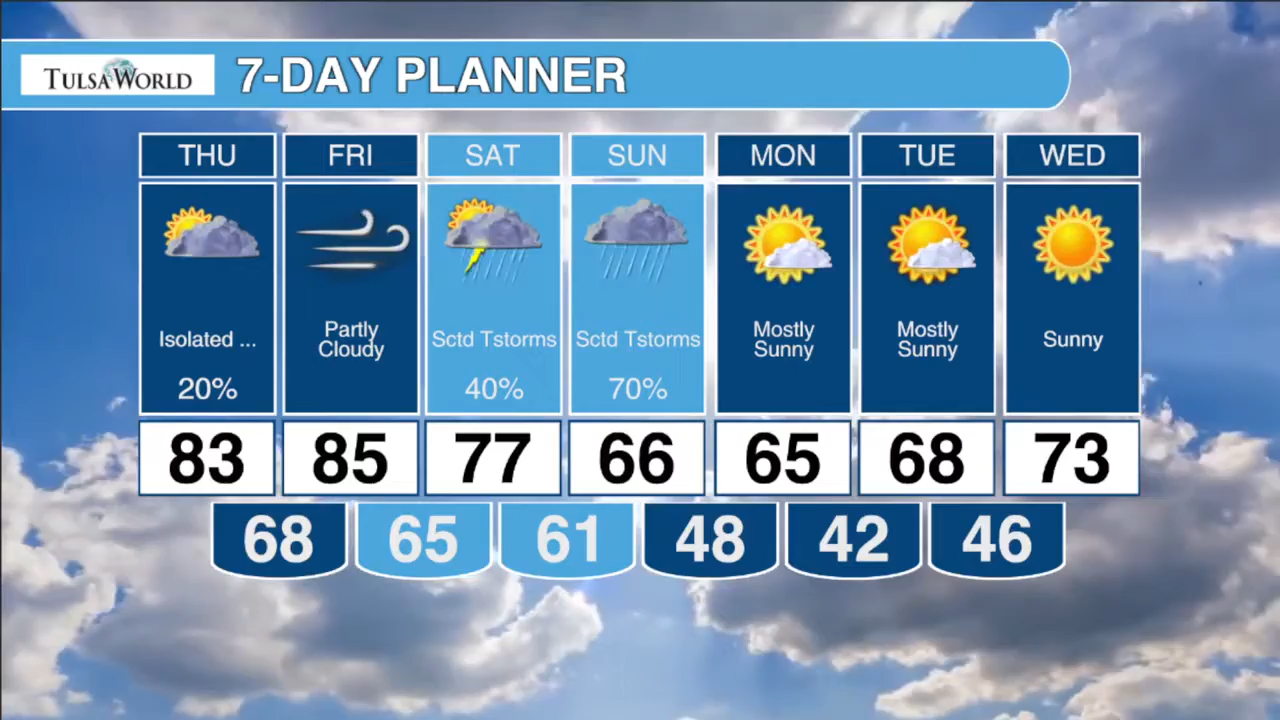 TULSA WORLD 7-DAY PLANNER
THU FRI SAT SUN MON TUE WED
Isolated ... Partly Cloudy Sctd Tstorms Sctd Tstorms Mostly Sunny Mostly Sunny Sunny
20% 40% 70%
83 85 77 66 65 68 73
68 65 61 48 42 46